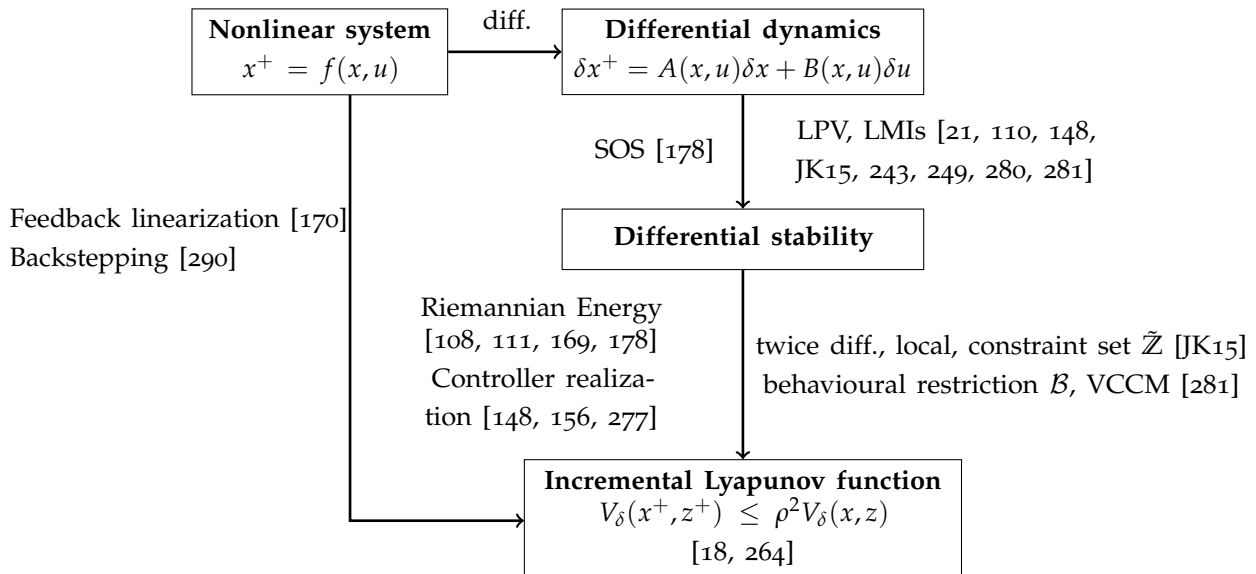 diff.
Nonlinear system
x⁺ = f(x, u)
Differential dynamics
δx⁺ = A(x, u)δx + B(x, u)δu
SOS [178]
LPV, LMIs [21, 110, 148,
JK15, 243, 249, 280, 281]
Feedback linearization [170]
Backstepping [290]
Differential stability
Riemannian Energy
[108, 111, 169, 178]
Controller realiza-
tion [148, 156, 277]
twice diff., local, constraint set Z̃ [JK15]
behavioural restriction ℬ, VCCM [281]
Incremental Lyapunov function
V_δ(x⁺, z⁺) ≤ ρ²V_δ(x, z)
[18, 264]